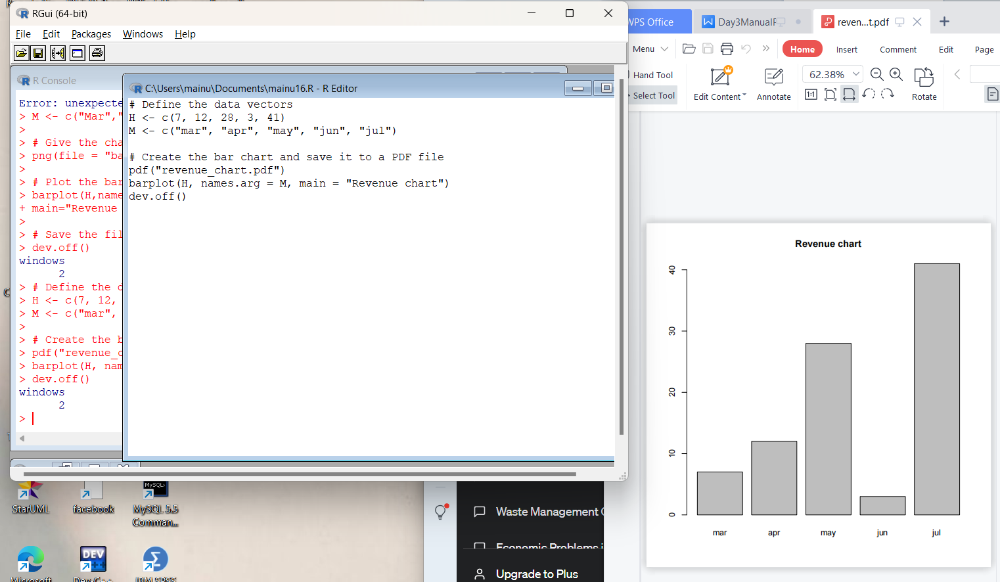 RGui (64-bit)
File Edit Packages Windows Help
R Console
Error: unexpecte
> M <- c("Mar","
>
> # Give the cha
> png(file = "ba
>
> # Plot the bar
> barplot(H,name
+ main="Revenue
>
> # Save the fil
> dev.off()
windows
2
> # Define the d
> H <- c(7, 12,
> M <- c("mar",
>
> # Create the b
> pdf("revenue_c
> barplot(H, nam
> dev.off()
windows
2
>
C:\Users\mainu\Documents\mainu16.R - R Editor
# Define the data vectors
H <- c(7, 12, 28, 3, 41)
M <- c("mar", "apr", "may", "jun", "jul")
# Create the bar chart and save it to a PDF file
pdf("revenue_chart.pdf")
barplot(H, names.arg = M, main = "Revenue chart")
dev.off()
WPS Office
Day3ManualF
reven...t.pdf
Menu
Home Insert Comment Edit Page
Hand Tool
Select Tool
Edit Content
Annotate
62.38%
1:1
Rotate
Revenue chart
40
30
20
10
0
mar apr may jun jul
StarUML
facebook
MySQL>
MySQL 5.5
Comman...
DEV
C++
Microsoft
Dev-C++
IBM SPSS
Waste Management
Economic Problems i
Upgrade to Plus